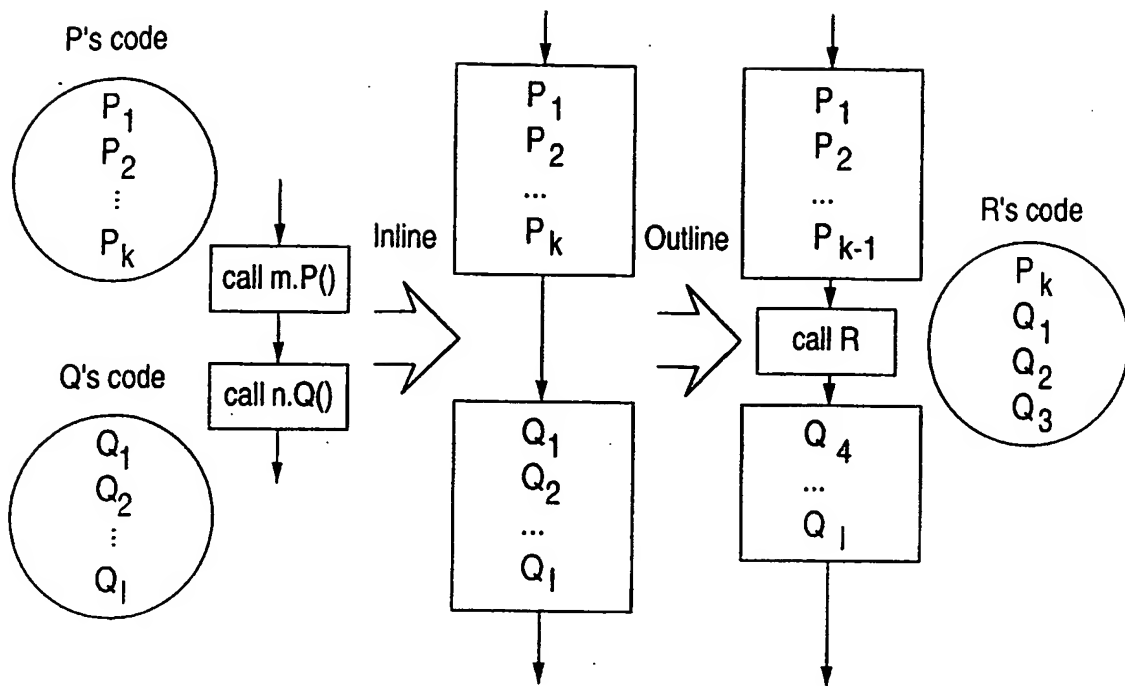 P's code
P1
P2
...
Pk
call m.P()
call n.Q()
Q's code
Q1
Q2
...
Ql
Inline
P1
P2
...
Pk
Q1
Q2
...
Ql
Outline
P1
P2
...
Pk-1
call R
Q4
...
Ql
R's code
Pk
Q1
Q2
Q3